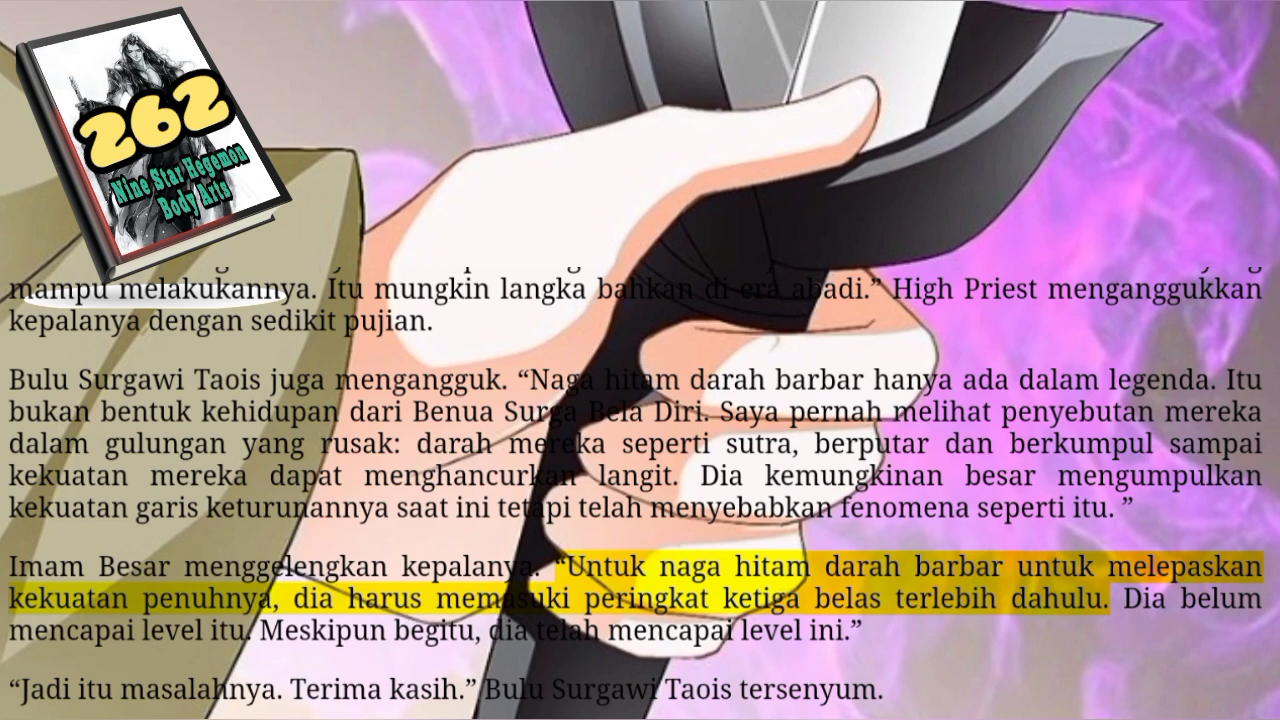 262
Nine Star Hegemon
Body Arts
mampu melakukannya. Itu mungkin langka bahkan di era abadi.” High Priest menganggukkan
kepalanya dengan sedikit pujian.
Bulu Surgawi Taois juga mengangguk. “Naga hitam darah barbar hanya ada dalam legenda. Itu
bukan bentuk kehidupan dari Benua Surga Bela Diri. Saya pernah melihat penyebutan mereka
dalam gulungan yang rusak: darah mereka seperti sutra, berputar dan berkumpul sampai
kekuatan mereka dapat menghancurkan langit. Dia kemungkinan besar mengumpulkan
kekuatan garis keturunannya saat ini tetapi telah menyebabkan fenomena seperti itu. ”
Imam Besar menggelengkan kepalanya. “Untuk naga hitam darah barbar untuk melepaskan
kekuatan penuhnya, dia harus memasuki peringkat ketiga belas terlebih dahulu. Dia belum
mencapai level itu. Meskipun begitu, dia telah mencapai level ini.”
“Jadi itu masalahnya. Terima kasih.” Bulu Surgawi Taois tersenyum.